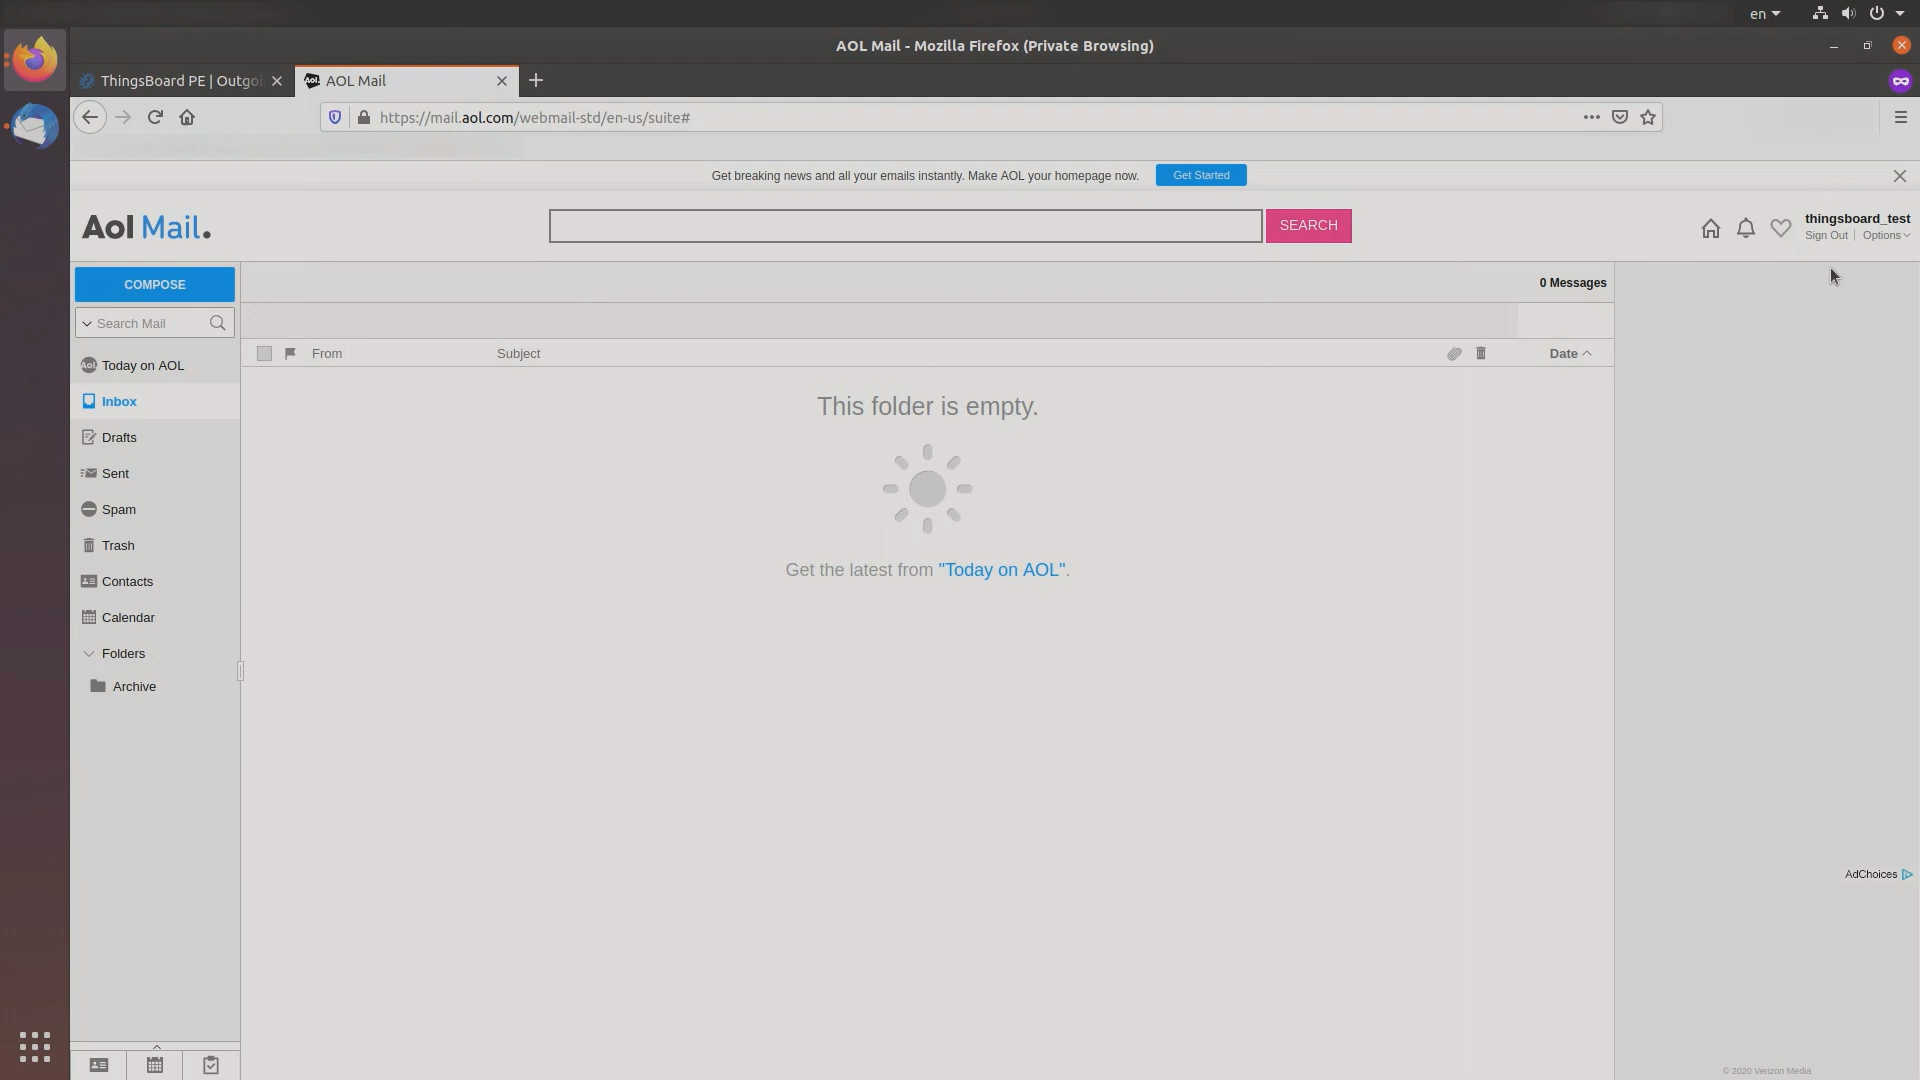 en
AOL Mail - Mozilla Firefox (Private Browsing)
ThingsBoard PE | Outgoi
Aol. AOL Mail
https://mail.aol.com/webmail-std/en-us/suite#
Get breaking news and all your emails instantly. Make AOL your homepage now. Get Started
Aol Mail.
SEARCH
thingsboard_test
Sign Out | Options
COMPOSE
0 Messages
Search Mail
From Subject Date
Aol. Today on AOL
Inbox
Drafts
Sent
Spam
Trash
Contacts
Calendar
Folders
Archive
This folder is empty.
Get the latest from "Today on AOL".
AdChoices
© 2020 Verizon Media